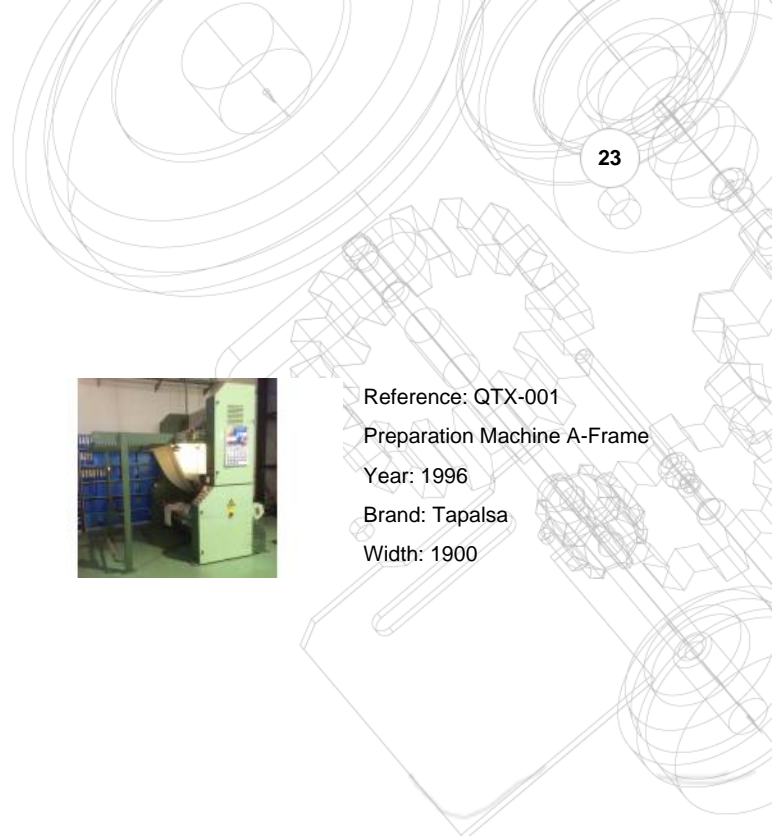 23
Reference: QTX-001
Preparation Machine A-Frame
Year: 1996
Brand: Tapalsa
Width: 1900